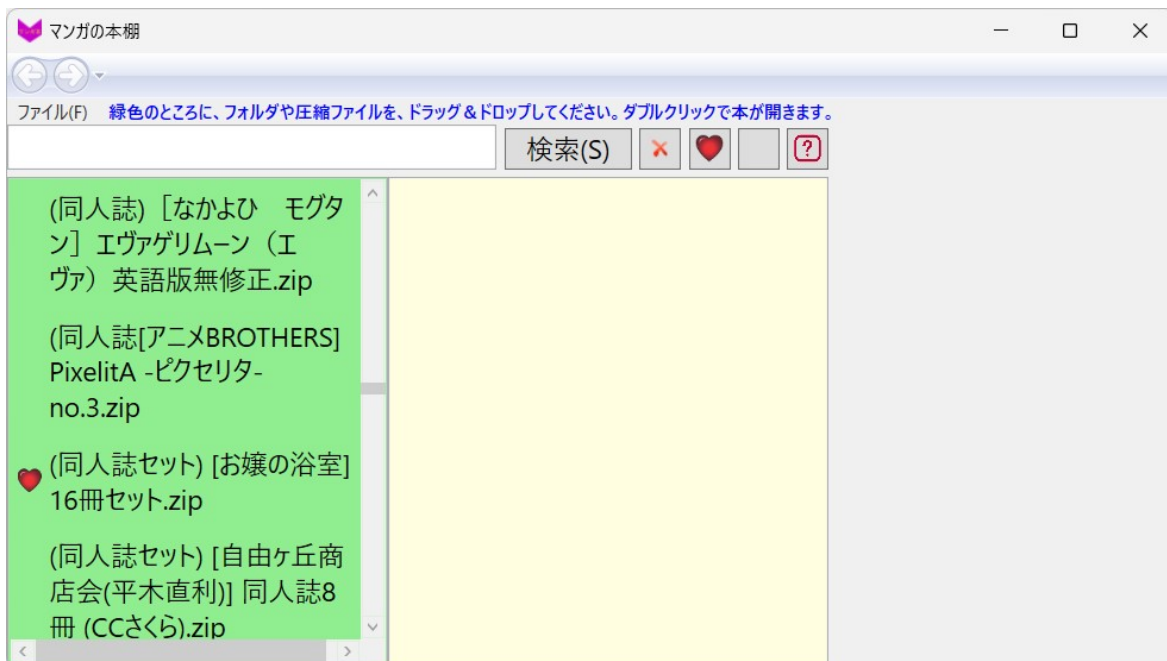 マンガの本棚
ファイル(F) 緑色のところに、フォルダや圧縮ファイルを、ドラッグ＆ドロップしてください。ダブルクリックで本が開きます。
検索(S)
(同人誌)［なかよひ　モグタ
ン］エヴァゲリムーン（エ
ヴァ）英語版無修正.zip
(同人誌[アニメBROTHERS]
PixelitA -ピクセリタ-
no.3.zip
(同人誌セット) [お嬢の浴室]
16冊セット.zip
(同人誌セット) [自由ヶ丘商
店会(平木直利)] 同人誌8
冊 (CCさくら).zip